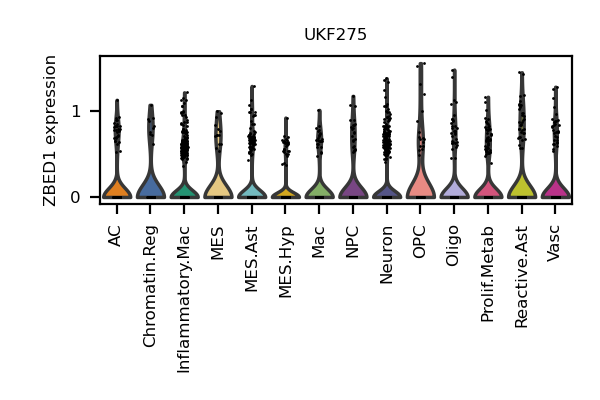 UKF275
ZBED1 expression
1
0
AC
Chromatin.Reg
Inflammatory.Mac
MES
MES.Ast
MES.Hyp
Mac
NPC
Neuron
OPC
Oligo
Prolif.Metab
Reactive.Ast
Vasc